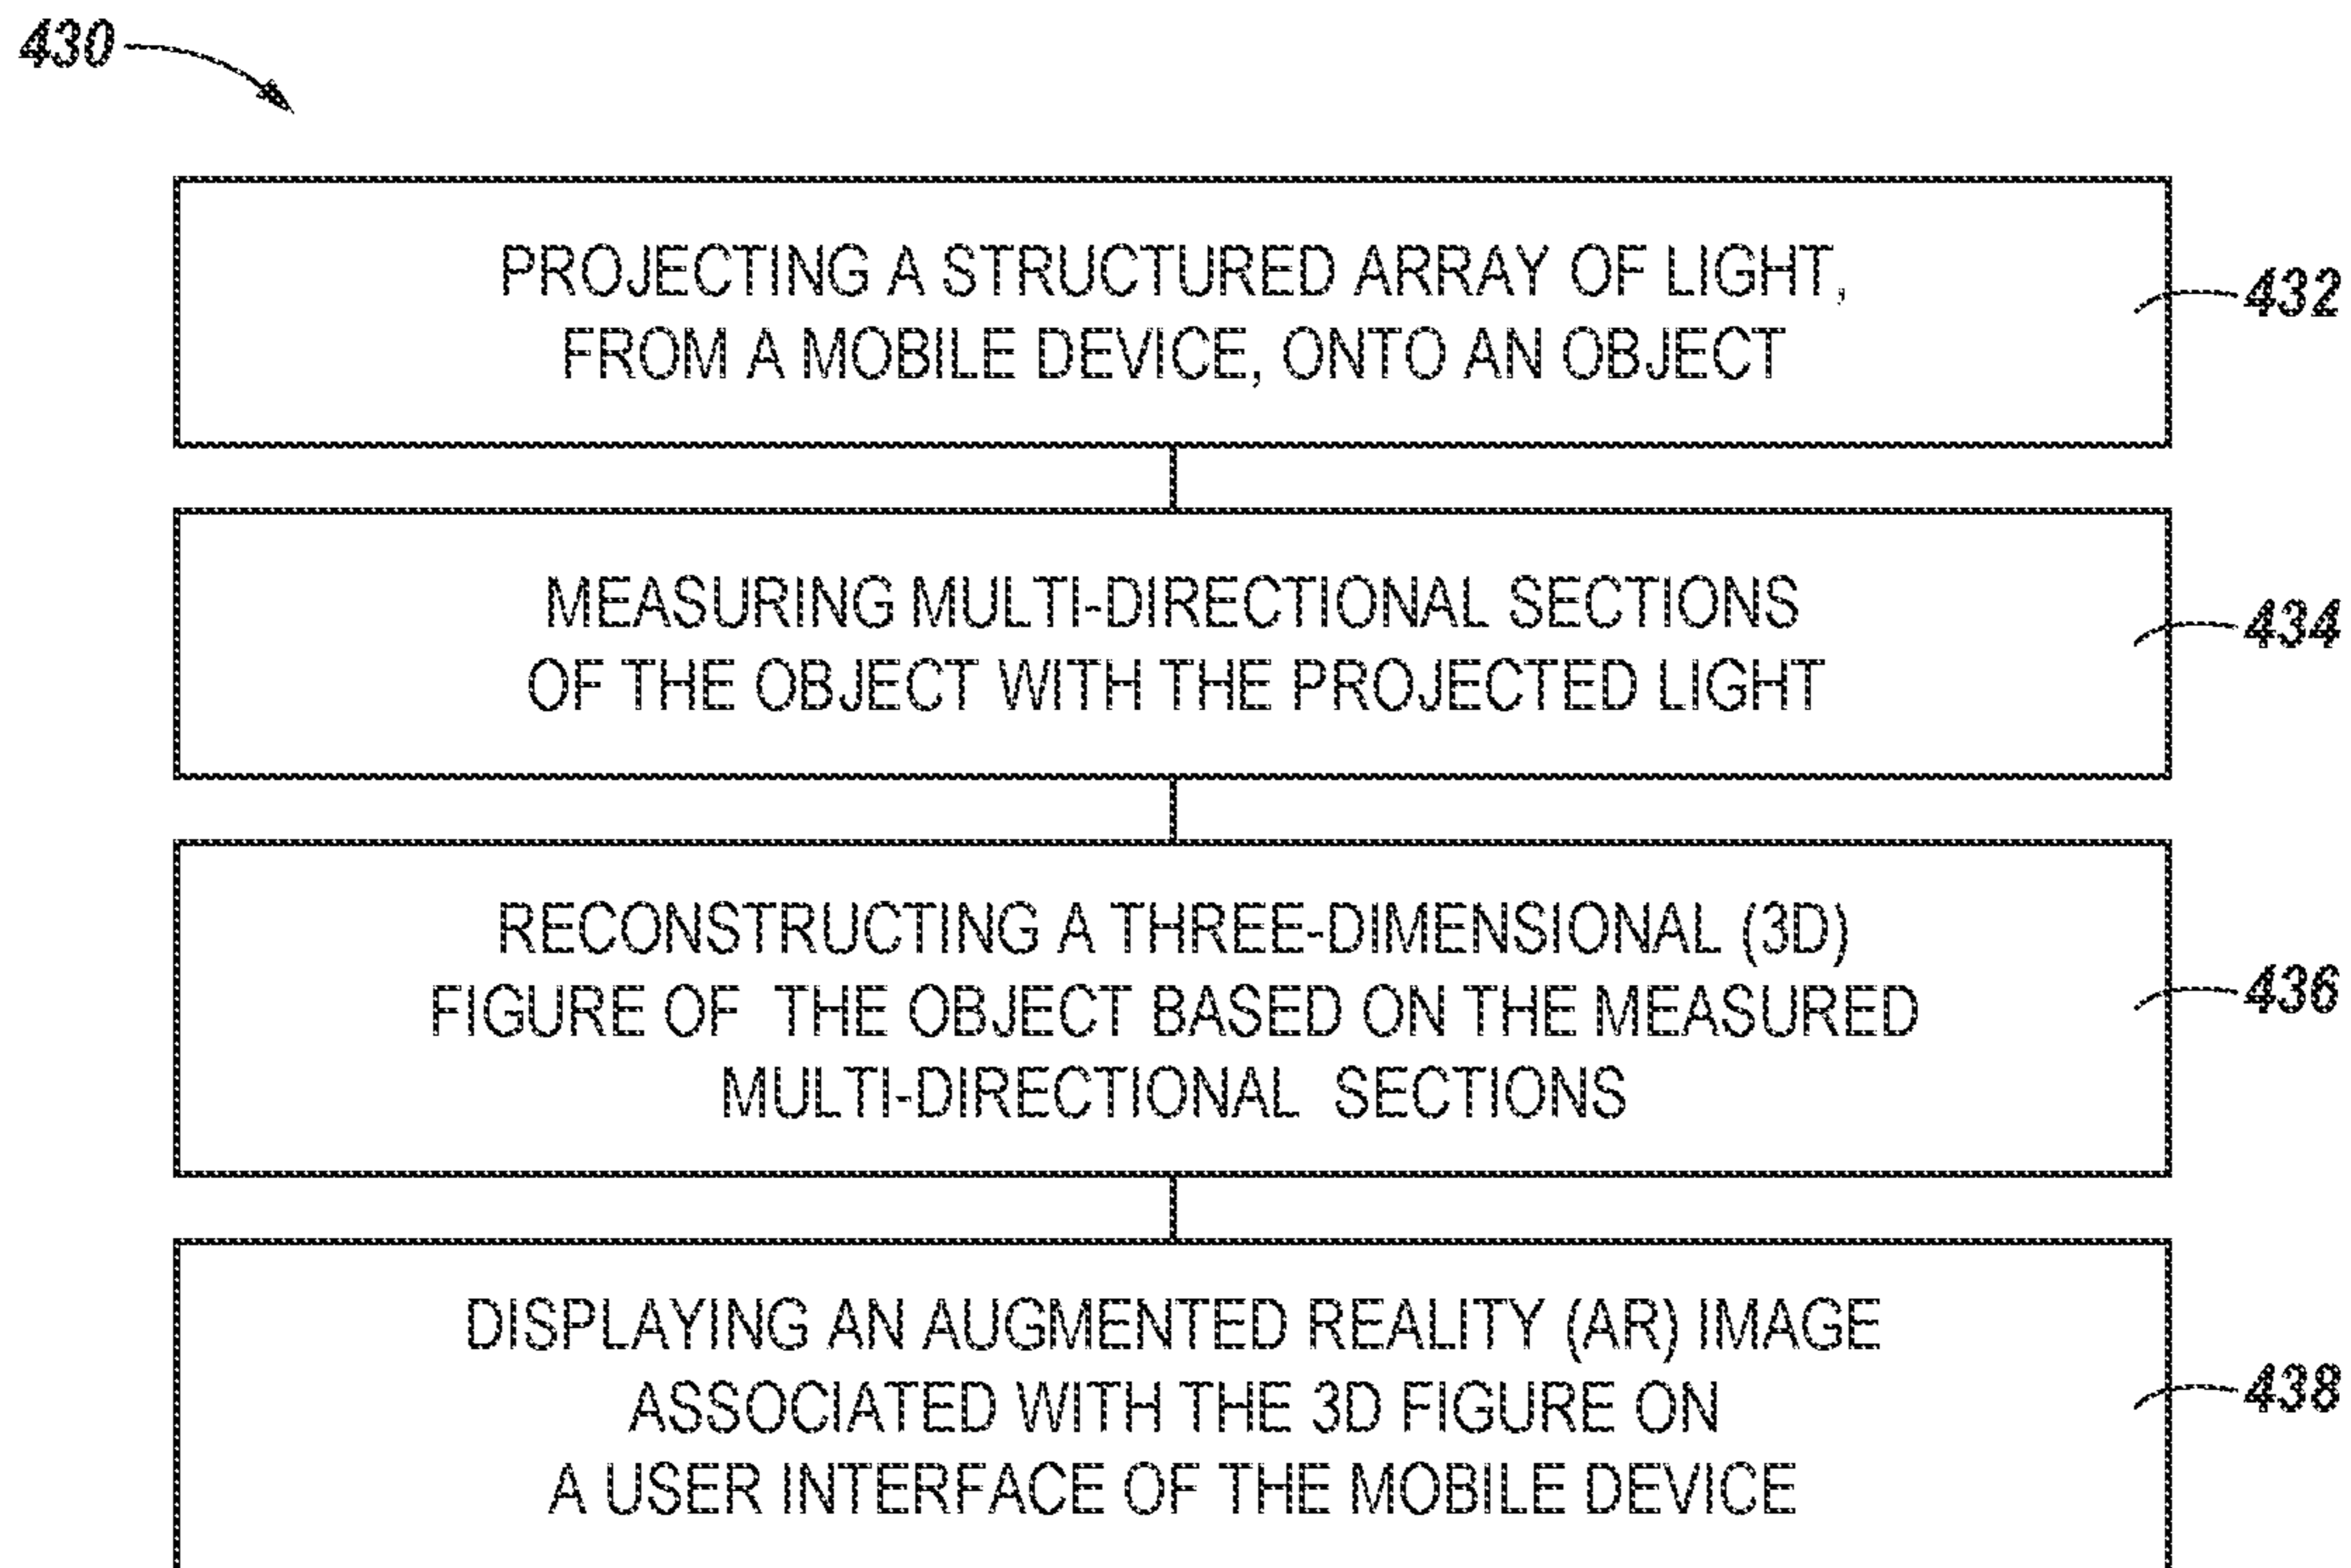 430
PROJECTING A STRUCTURED ARRAY OF LIGHT,
FROM A MOBILE DEVICE, ONTO AN OBJECT
432
MEASURING MULTI-DIRECTIONAL SECTIONS
OF THE OBJECT WITH THE PROJECTED LIGHT
434
RECONSTRUCTING A THREE-DIMENSIONAL (3D)
FIGURE OF THE OBJECT BASED ON THE MEASURED
MULTI-DIRECTIONAL SECTIONS
436
DISPLAYING AN AUGMENTED REALITY (AR) IMAGE
ASSOCIATED WITH THE 3D FIGURE ON
A USER INTERFACE OF THE MOBILE DEVICE
438